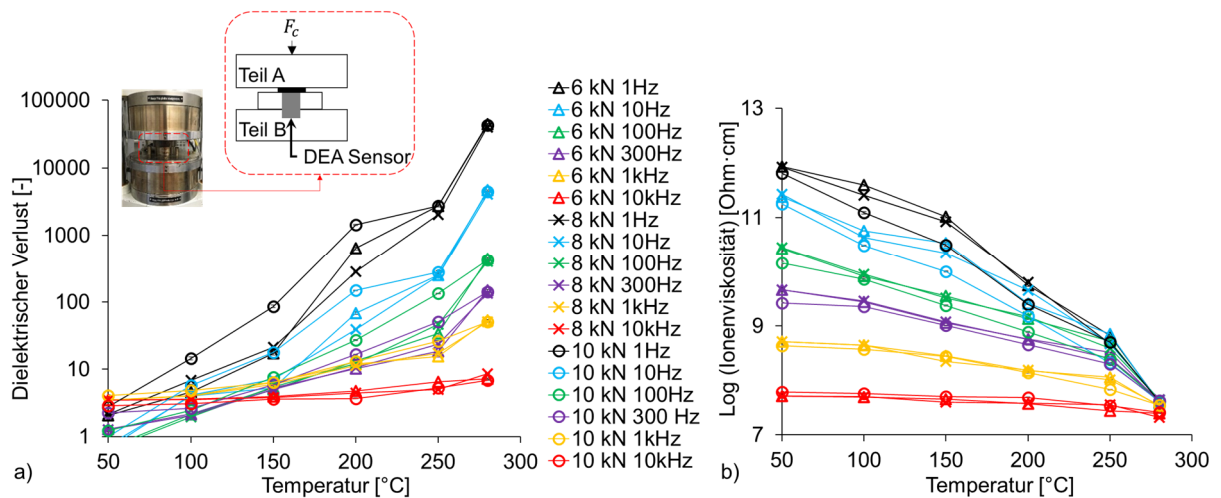 F_c
Teil A
Teil B
DEA Sensor
Dielektrischer Verlust [-]
100000
10000
1000
100
10
1
50 100 150 200 250 300
Temperatur [°C]
a)
6 kN 1Hz
6 kN 10Hz
6 kN 100Hz
6 kN 300Hz
6 kN 1kHz
6 kN 10kHz
8 kN 1Hz
8 kN 10Hz
8 kN 100Hz
8 kN 300Hz
8 kN 1kHz
8 kN 10kHz
10 kN 1Hz
10 kN 10Hz
10 kN 100Hz
10 kN 300 Hz
10 kN 1kHz
10 kN 10kHz
Log (Ionenviskosität) [Ohm·cm]
13
11
9
7
50 100 150 200 250 300
Temperatur [°C]
b)